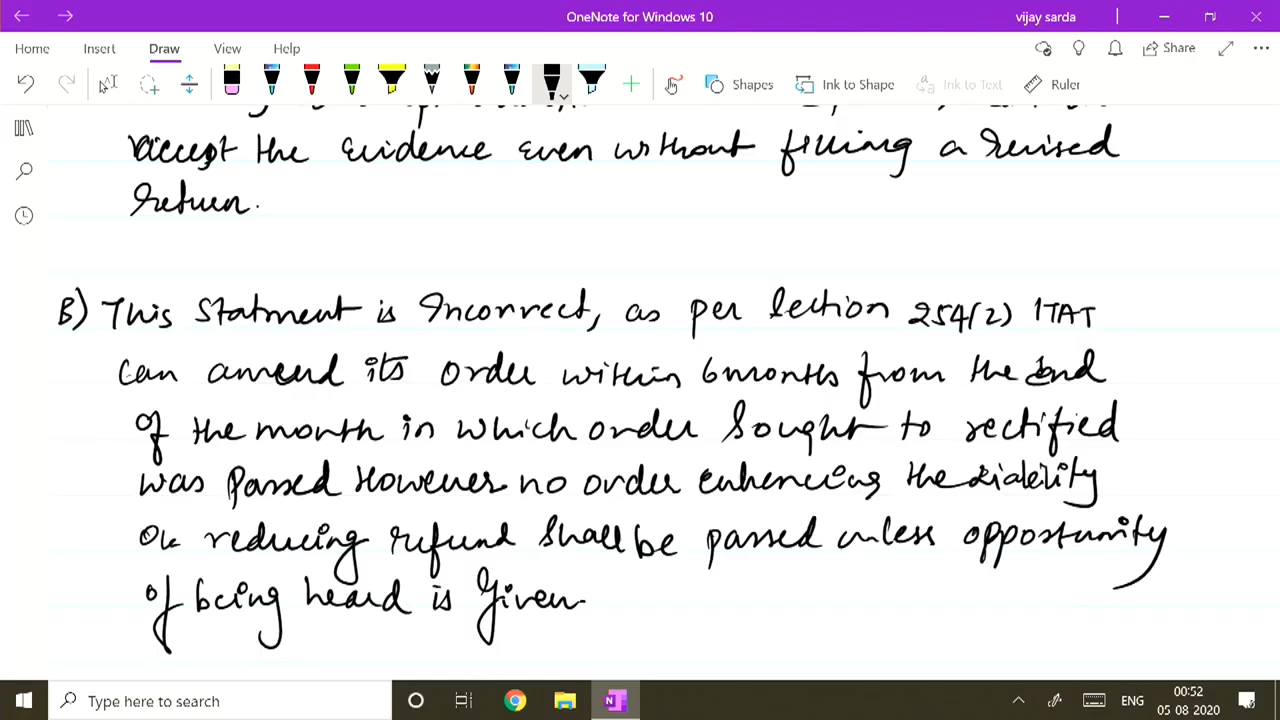 OneNote for Windows 10
vijay sarda
Home Insert Draw View Help
Share
Shapes Ink to Shape Ink to Text Ruler
accept the evidence even without filling a revised
return.
B) This Statment is Incorrect, as per Section 254(2) ITAT
Can amend its order within 6 months from the End
of the month in which order Sought to rectified
was passed However no order enhencing the liability
Or reducing refund shall be passed unless opportunity
of being heard is Given
Type here to search
ENG
00:52
05-08-2020